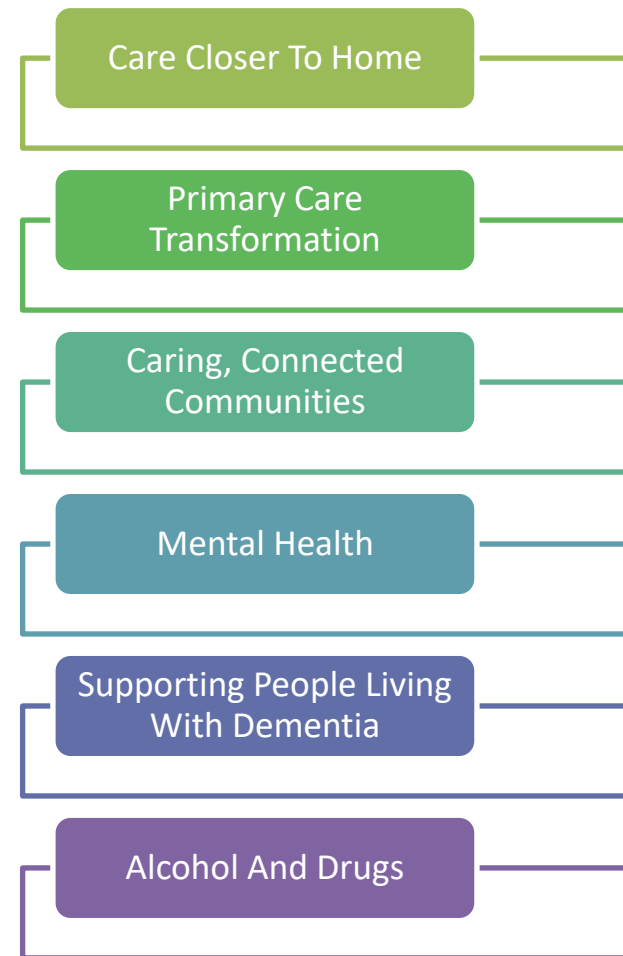 Care Closer To Home
Primary Care
Transformation
Caring, Connected
Communities
Mental Health
Supporting People Living
With Dementia
Alcohol And Drugs